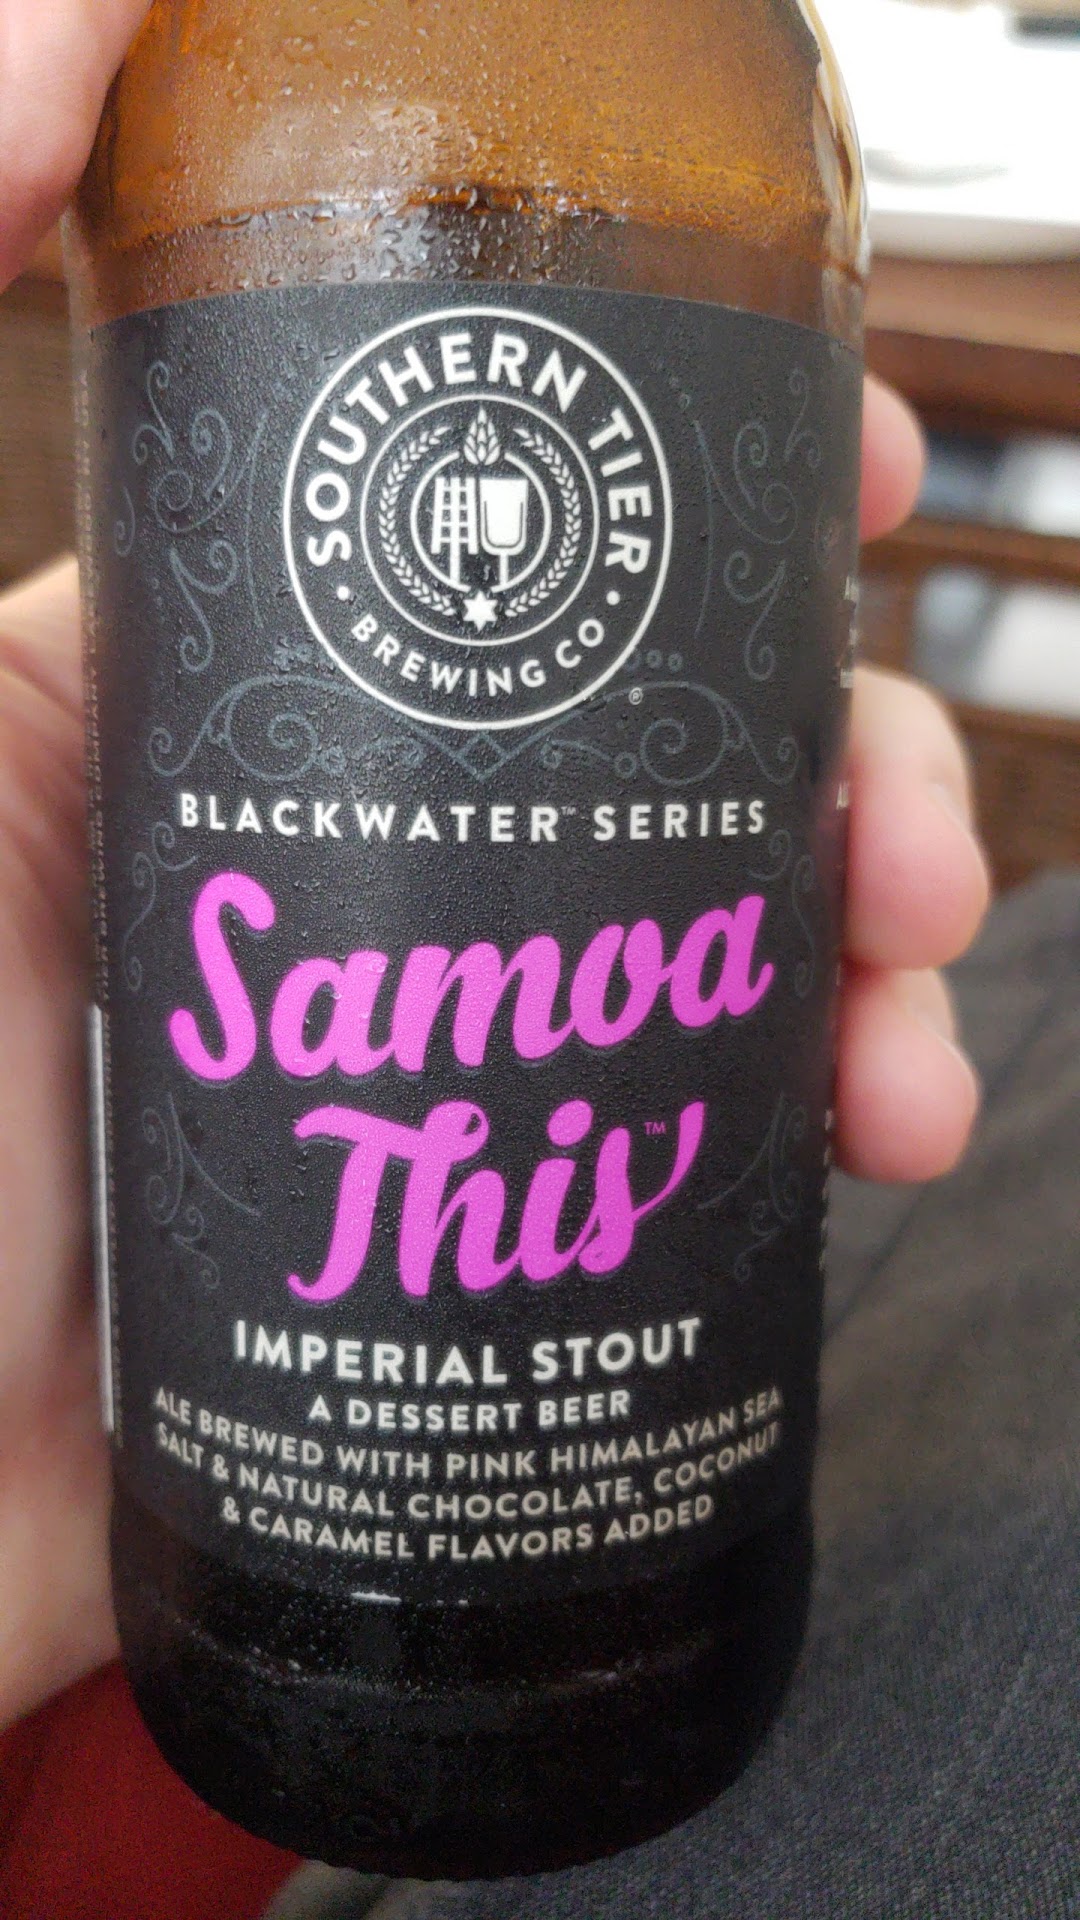 SOUTHERN TIER
BREWING CO
®
BLACKWATER™ SERIES
Samoa
This™
IMPERIAL STOUT
A DESSERT BEER
ALE BREWED WITH PINK HIMALAYAN SEA
SALT & NATURAL CHOCOLATE, COCONUT
& CARAMEL FLAVORS ADDED